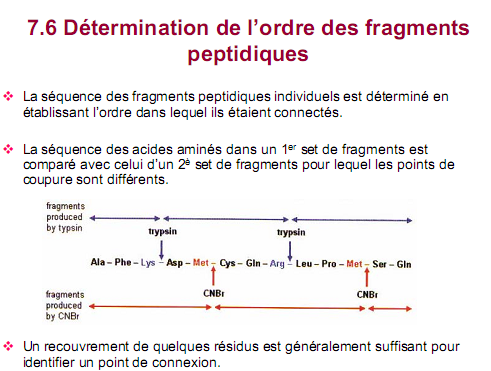 7.6 Détermination de l'ordre des fragments
peptidiques
La séquence des fragments peptidiques individuels est déterminé en
établissant l'ordre dans lequel ils étaient connectés.
La séquence des acides aminés dans un 1er set de fragments est
comparé avec celui d'un 2è set de fragments pour lequel les points de
coupure sont différents.
fragments
produced
by typsin
trypsin trypsin
Ala – Phe – Lys – Asp – Met – Cys – Gln – Arg – Leu – Pro – Met – Ser – Gln
CNBr CNBr
fragments
produced
by CNBr
Un recouvrement de quelques résidus est généralement suffisant pour
identifier un point de connexion.